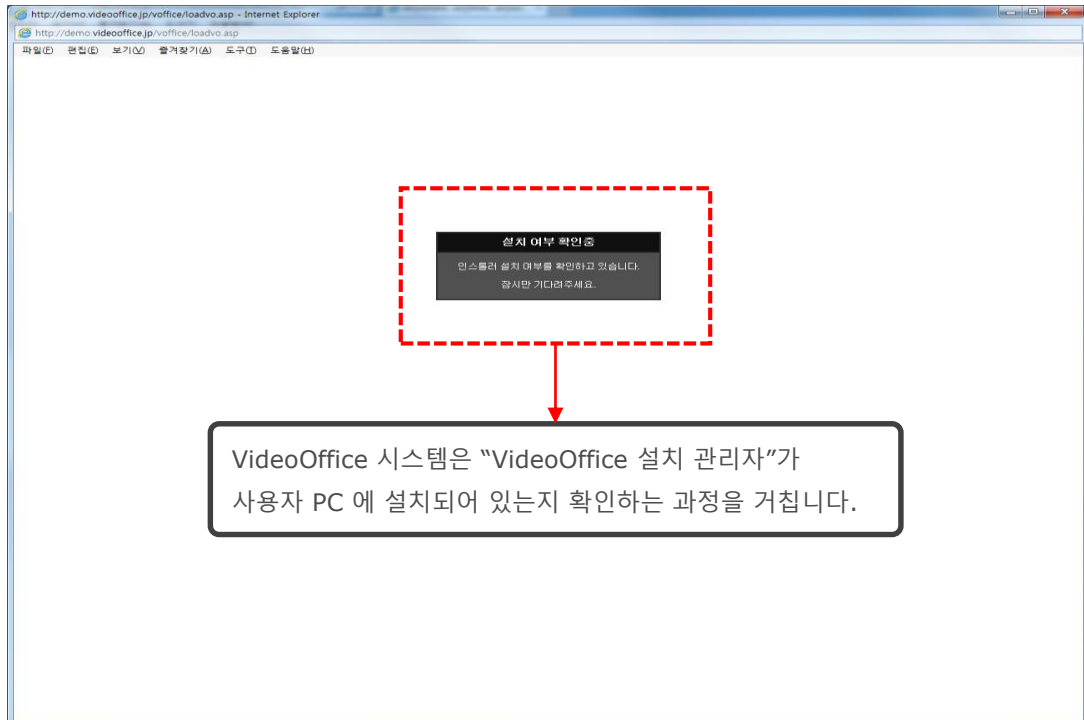 http://demo.videooffice.jp/voffice/loadvo.asp - Internet Explorer
http://demo.videooffice.jp/voffice/loadvo.asp
파일(F) 편집(E) 보기(V) 즐겨찾기(A) 도구(T) 도움말(H)
설치 여부 확인중
인스톨러 설치 여부를 확인하고 있습니다.
잠시만 기다려주세요.
VideoOffice 시스템은 “VideoOffice 설치 관리자”가
사용자 PC 에 설치되어 있는지 확인하는 과정을 거칩니다.